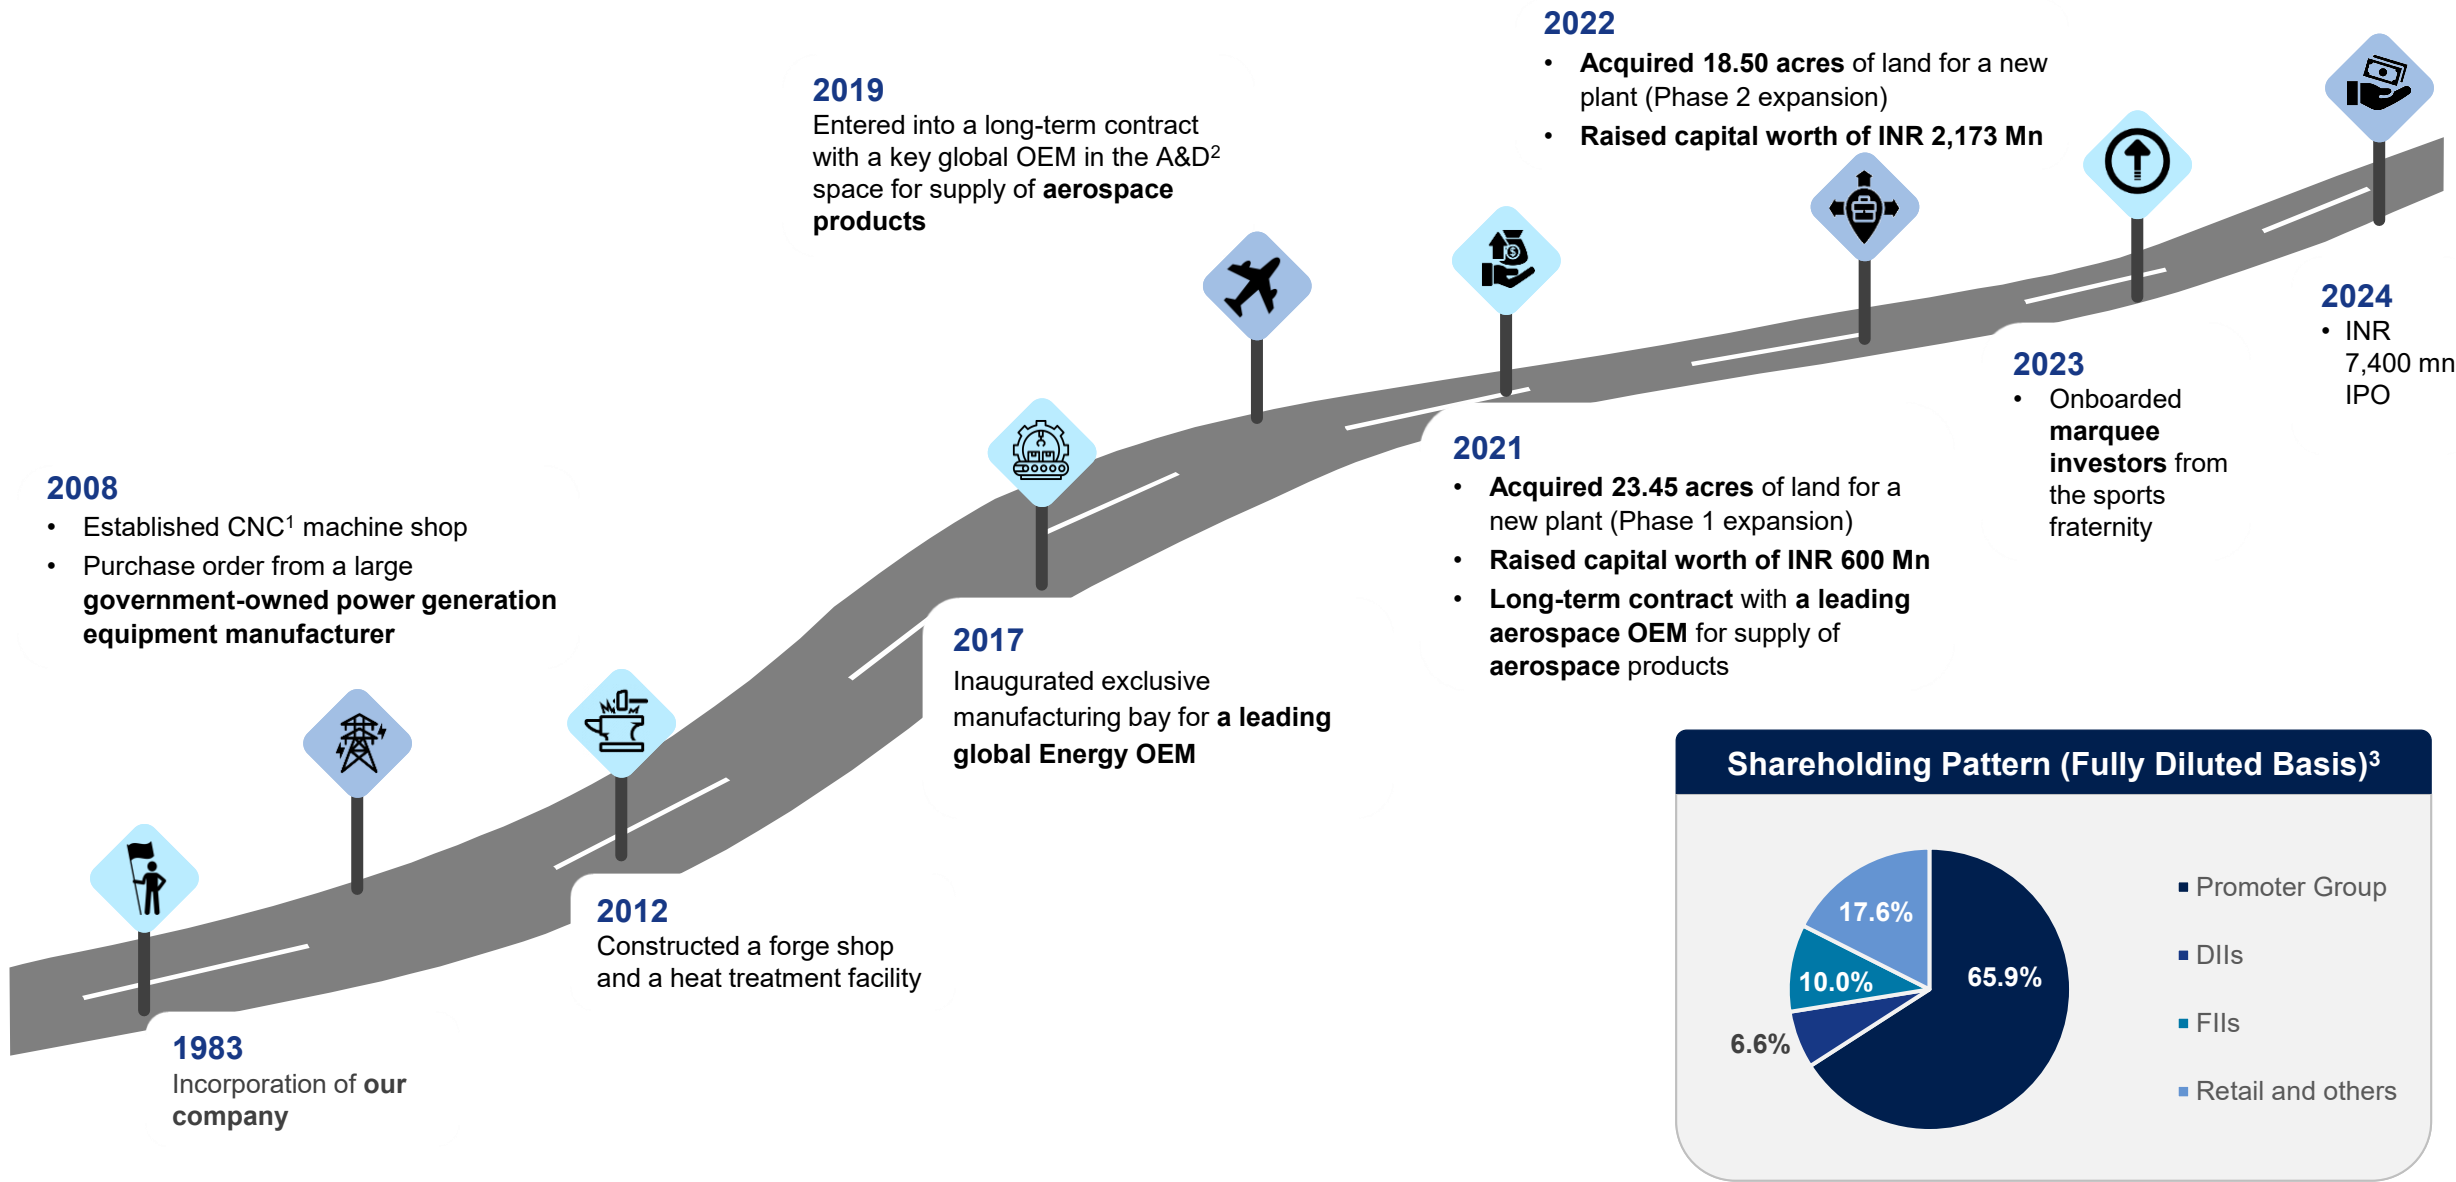 2022
• Acquired 18.50 acres of land for a new
plant (Phase 2 expansion)
• Raised capital worth of INR 2,173 Mn
2019
Entered into a long-term contract
with a key global OEM in the A&D²
space for supply of aerospace
products
2024
• INR
7,400 mn
IPO
2023
• Onboarded
marquee
investors from
the sports
fraternity
2021
• Acquired 23.45 acres of land for a
new plant (Phase 1 expansion)
• Raised capital worth of INR 600 Mn
• Long-term contract with a leading
aerospace OEM for supply of
aerospace products
2008
• Established CNC¹ machine shop
• Purchase order from a large
government-owned power generation
equipment manufacturer
2017
Inaugurated exclusive
manufacturing bay for a leading
global Energy OEM
2012
Constructed a forge shop
and a heat treatment facility
1983
Incorporation of our
company
Shareholding Pattern (Fully Diluted Basis)³
17.6%
10.0%
65.9%
6.6%
Promoter Group
DIIs
FIIs
Retail and others